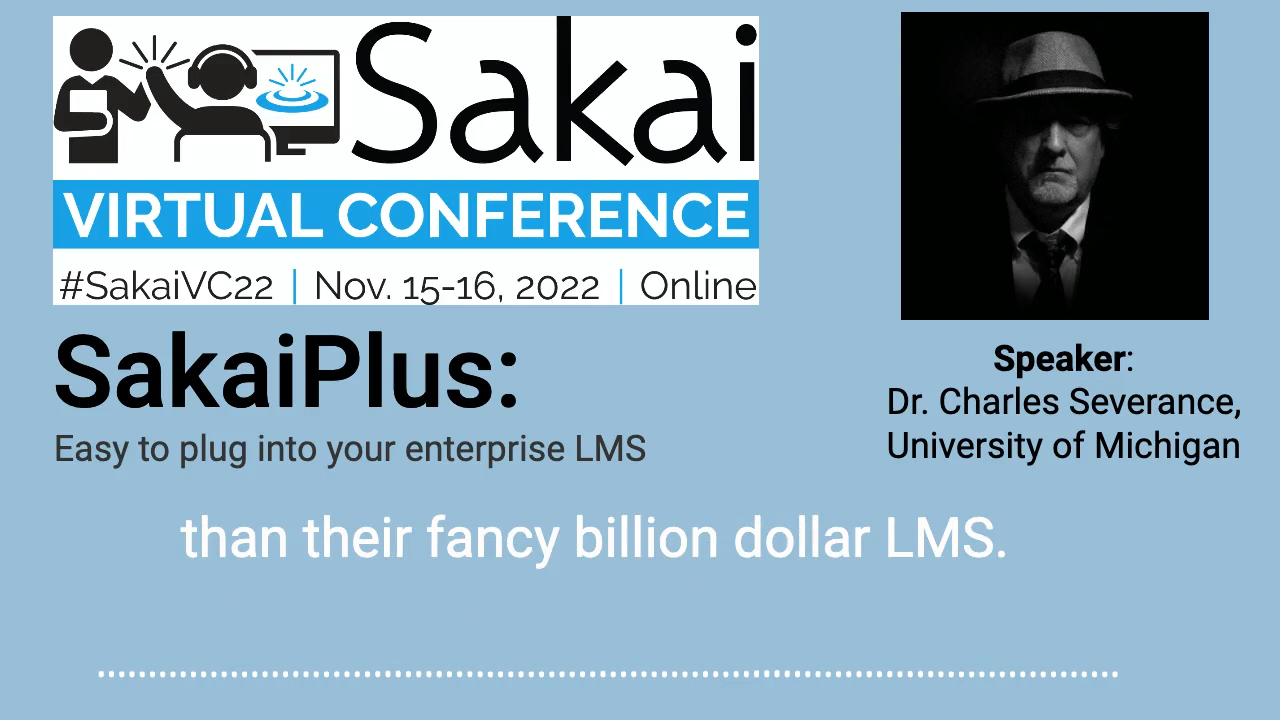 Sakai
VIRTUAL CONFERENCE
#SakaiVC22 | Nov. 15-16, 2022 | Online
SakaiPlus:
Easy to plug into your enterprise LMS
than their fancy billion dollar LMS.
Speaker:
Dr. Charles Severance,
University of Michigan